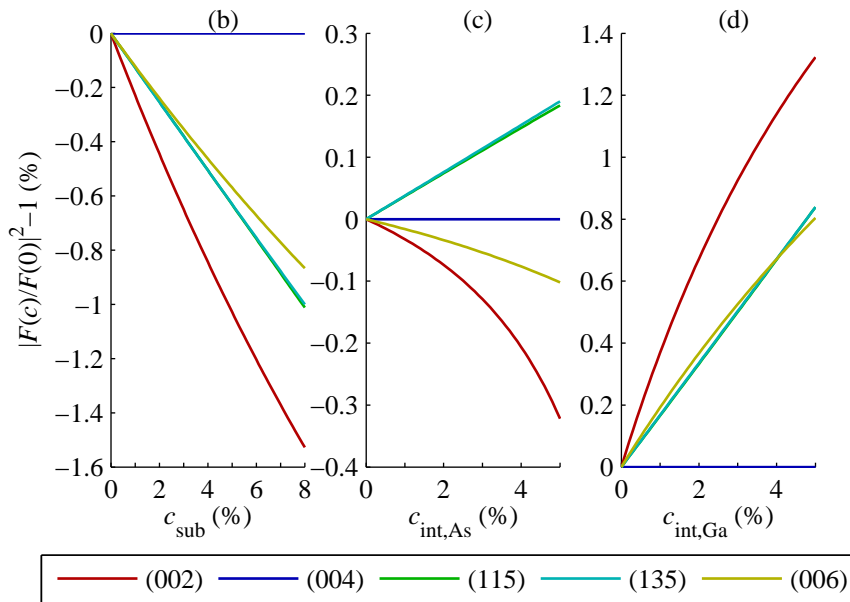 (b) (c) (d)
|F(c)/F(0)|²−1 (%)
0
−0.2
−0.4
−0.6
−0.8
−1
−1.2
−1.4
−1.6
0 2 4 6 8
c_sub (%)
0.3
0.2
0.1
0
−0.1
−0.2
−0.3
−0.4
0 2 4
c_int,As (%)
1.4
1.2
1
0.8
0.6
0.4
0.2
0
0 2 4
c_int,Ga (%)
(002) (004) (115) (135) (006)